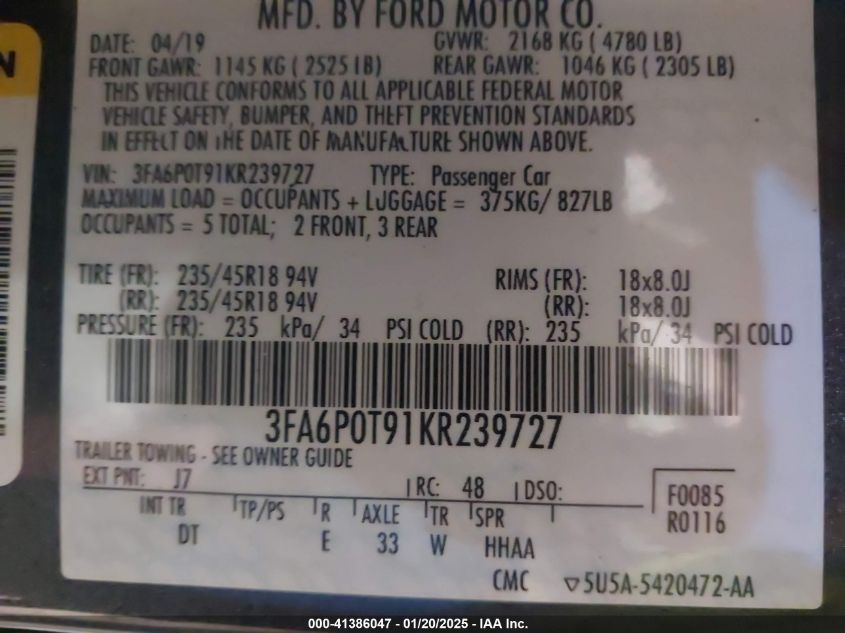 N
MFD. BY FORD MOTOR CO.
DATE: 04/19 GVWR: 2168 KG ( 4780 LB)
FRONT GAWR: 1145 KG ( 2525 LB) REAR GAWR: 1046 KG ( 2305 LB)
THIS VEHICLE CONFORMS TO ALL APPLICABLE FEDERAL MOTOR
VEHICLE SAFETY, BUMPER, AND THEFT PREVENTION STANDARDS
IN EFFECT ON THE DATE OF MANUFACTURE SHOWN ABOVE.
VIN: 3FA6P0T91KR239727 TYPE: Passenger Car
MAXIMUM LOAD = OCCUPANTS + LUGGAGE = 375KG/ 827LB
OCCUPANTS = 5 TOTAL; 2 FRONT, 3 REAR
TIRE (FR): 235/45R18 94V RIMS (FR): 18x8.0J
(RR): 235/45R18 94V (RR): 18x8.0J
PRESSURE (FR): 235 kPa/ 34 PSI COLD (RR): 235 kPa/ 34 PSI COLD
3FA6P0T91KR239727
TRAILER TOWING - SEE OWNER GUIDE
EXT PNT: J7 RC: 48 DSO: F0085
INT TR TP/PS R AXLE TR SPR R0116
DT E 33 W HHAA
CMC ▽5U5A-5420472-AA
000-41386047 - 01/20/2025 - IAA Inc.